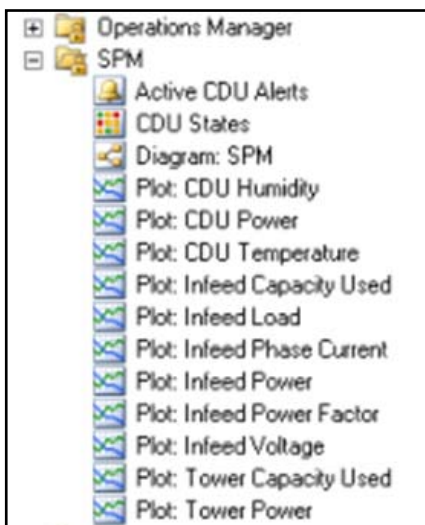 Operations Manager
SPM
Active CDU Alerts
CDU States
Diagram: SPM
Plot: CDU Humidity
Plot: CDU Power
Plot: CDU Temperature
Plot: Infeed Capacity Used
Plot: Infeed Load
Plot: Infeed Phase Current
Plot: Infeed Power
Plot: Infeed Power Factor
Plot: Infeed Voltage
Plot: Tower Capacity Used
Plot: Tower Power